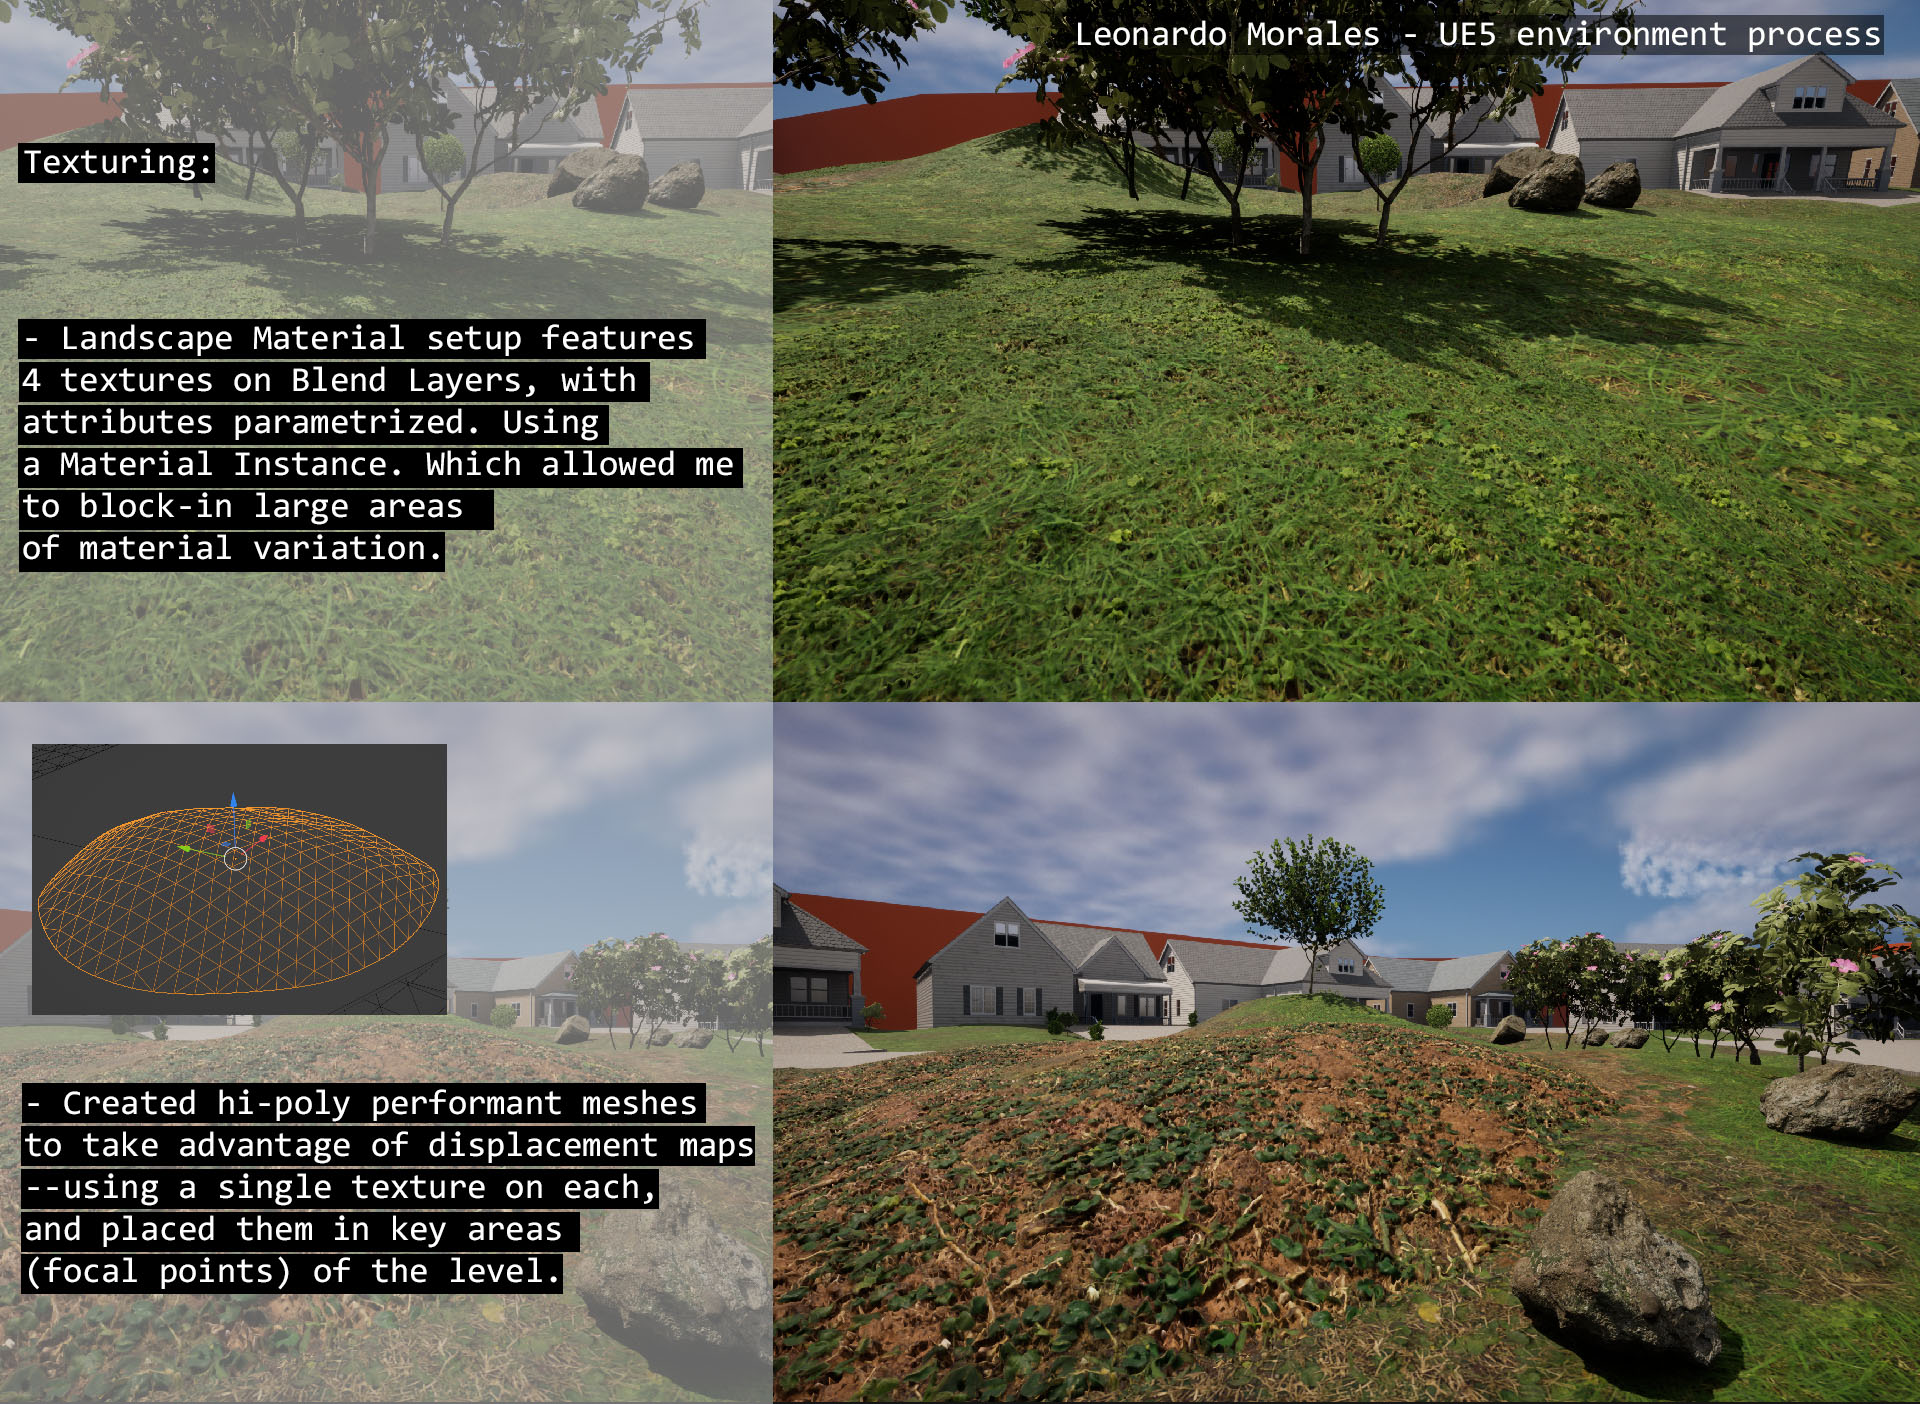 Leonardo Morales - UE5 environment process
Texturing:
- Landscape Material setup features
4 textures on Blend Layers, with
attributes parametrized. Using
a Material Instance. Which allowed me
to block-in large areas
of material variation.
- Created hi-poly performant meshes
to take advantage of displacement maps
--using a single texture on each,
and placed them in key areas
(focal points) of the level.